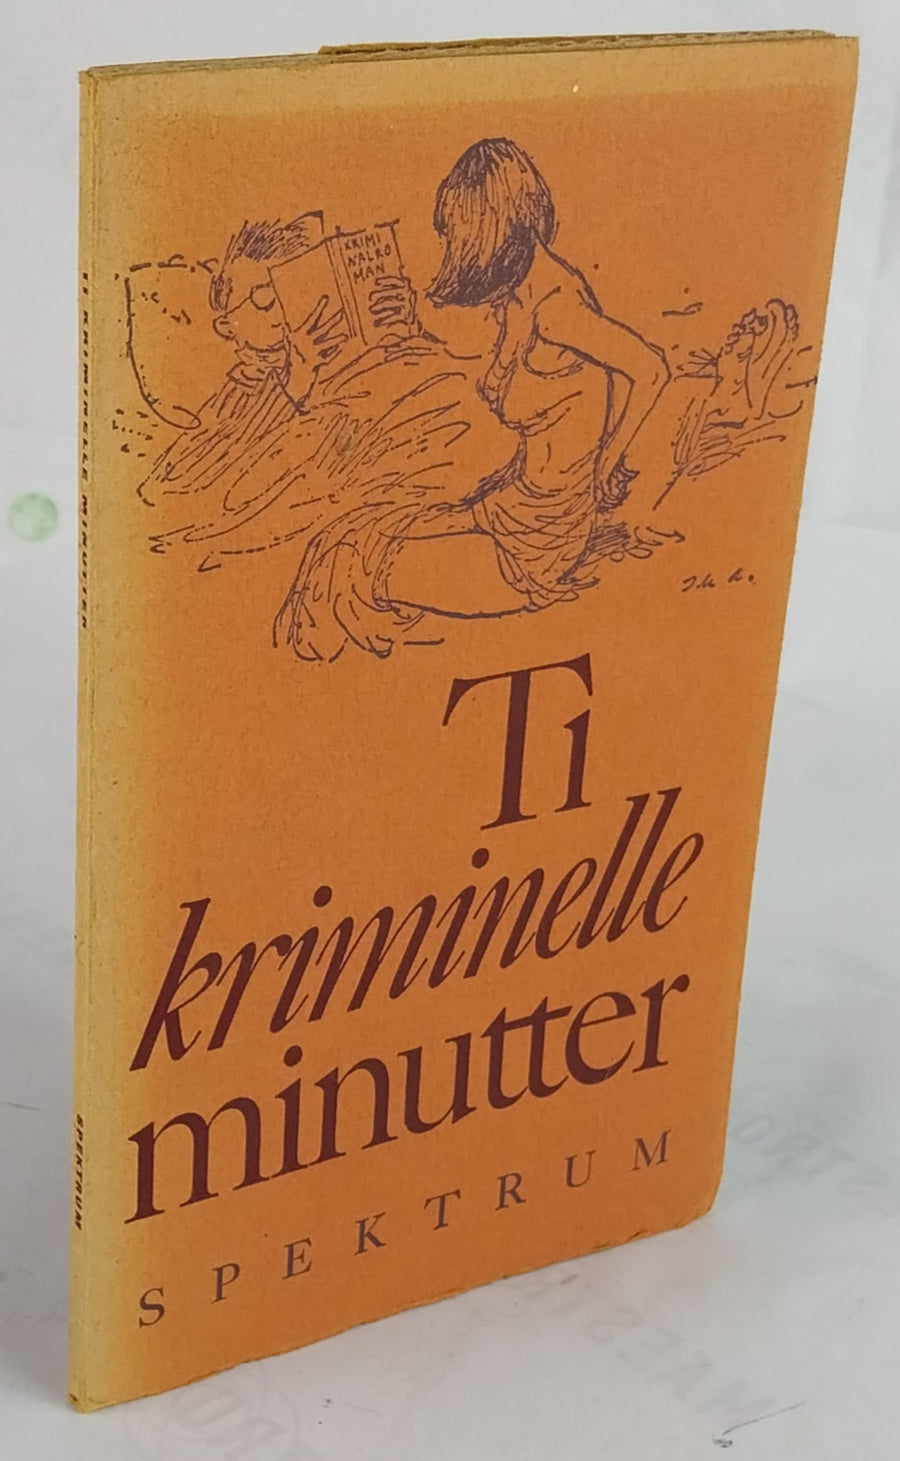 KRIMI
NALRO
MAN
Ti
kriminelle
minutter
SPEKTRUM
TI KRIMINELLE MINUTTER
SPEKTRUM